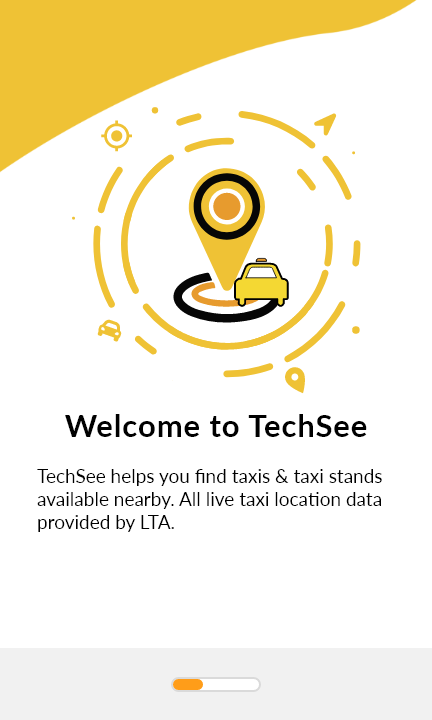 Welcome to TechSee
TechSee helps you find taxis & taxi stands
available nearby. All live taxi location data
provided by LTA.